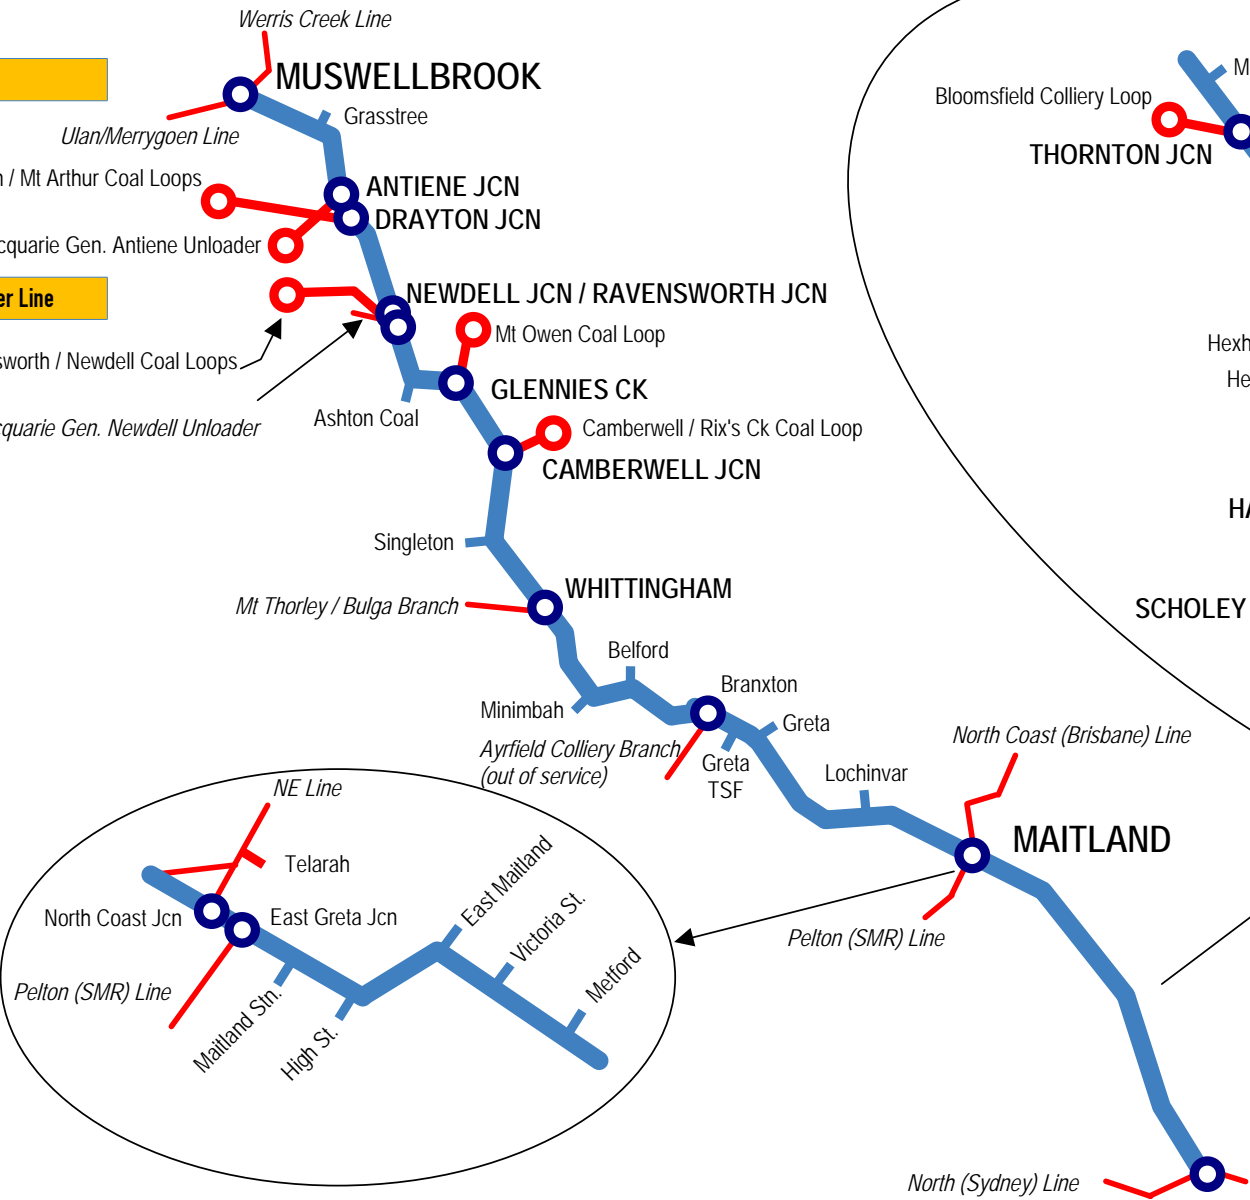 Werris Creek Line
MUSWELLBROOK
Grasstree
Ulan/Merrygoen Line
/ Mt Arthur Coal Loops
ANTIENE JCN
DRAYTON JCN
Gen. Antiene Unloader
Line
NEWDELL JCN / RAVENSWORTH JCN
Mt Owen Coal Loop
/ Newdell Coal Loops
GLENNIES CK
Ashton Coal
Gen. Newdell Unloader
Camberwell / Rix's Ck Coal Loop
CAMBERWELL JCN
Singleton
WHITTINGHAM
Mt Thorley / Bulga Branch
Belford
Branxton
Minimbah
Greta
Ayrfield Colliery Branch
(out of service)
Greta
TSF
Lochinvar
North Coast (Brisbane) Line
MAITLAND
Pelton (SMR) Line
North (Sydney) Line
Bloomsfield Colliery Loop
THORNTON JCN
SCHOLEY
NE Line
Telarah
North Coast Jcn
East Greta Jcn
Pelton (SMR) Line
Maitland Stn.
High St.
East Maitland
Victoria St.
Metford